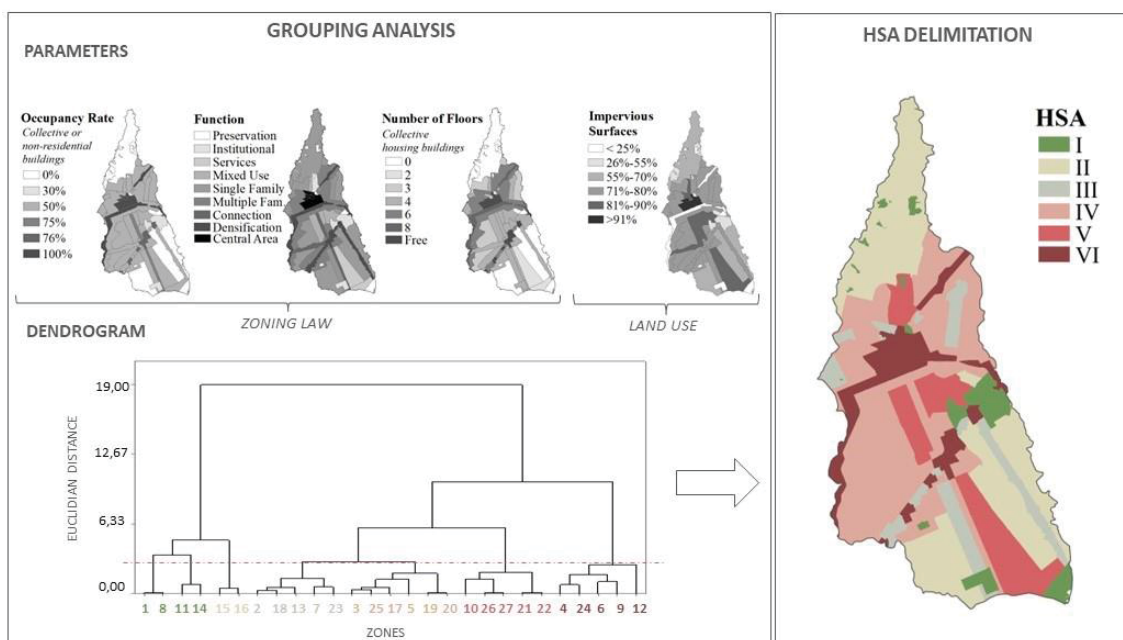 GROUPING ANALYSIS
PARAMETERS
Occupancy Rate
Collective or
non-residential
buildings
0%
30%
50%
75%
76%
100%
Function
Preservation
Institutional
Services
Mixed Use
Single Family
Multiple Fam.
Connection
Densification
Central Area
Number of Floors
Collective
housing buildings
0
2
3
4
6
8
Free
Impervious
Surfaces
< 25%
26%-55%
55%-70%
71%-80%
81%-90%
>91%
ZONING LAW
LAND USE
DENDROGRAM
EUCLIDIAN DISTANCE
19,00
12,67
6,33
0,00
1 8 11 14 15 16 2 18 13 7 23 3 25 17 5 19 20 10 26 27 21 22 4 24 6 9 12
ZONES
HSA DELIMITATION
HSA
I
II
III
IV
V
VI